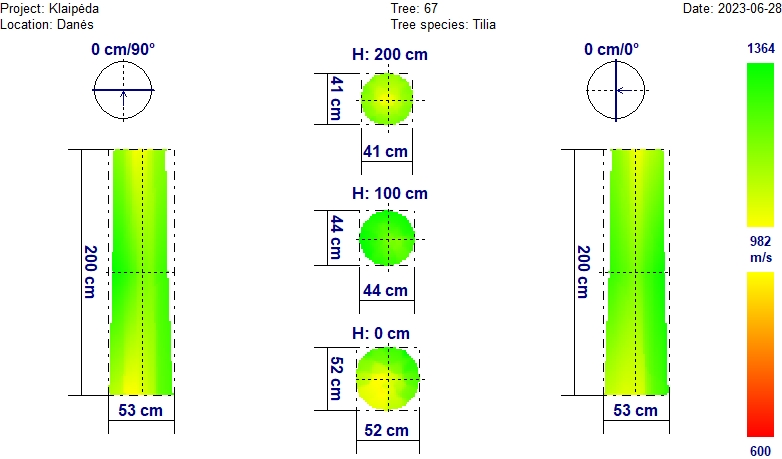 Project: Klaipėda
Tree: 67
Date: 2023-06-28
Location: Danės
Tree species: Tilia
0 cm/90°
H: 200 cm
0 cm/0°
1364
41 cm
41 cm
H: 100 cm
44 cm
44 cm
200 cm
200 cm
982
m/s
H: 0 cm
52 cm
52 cm
53 cm
53 cm
600